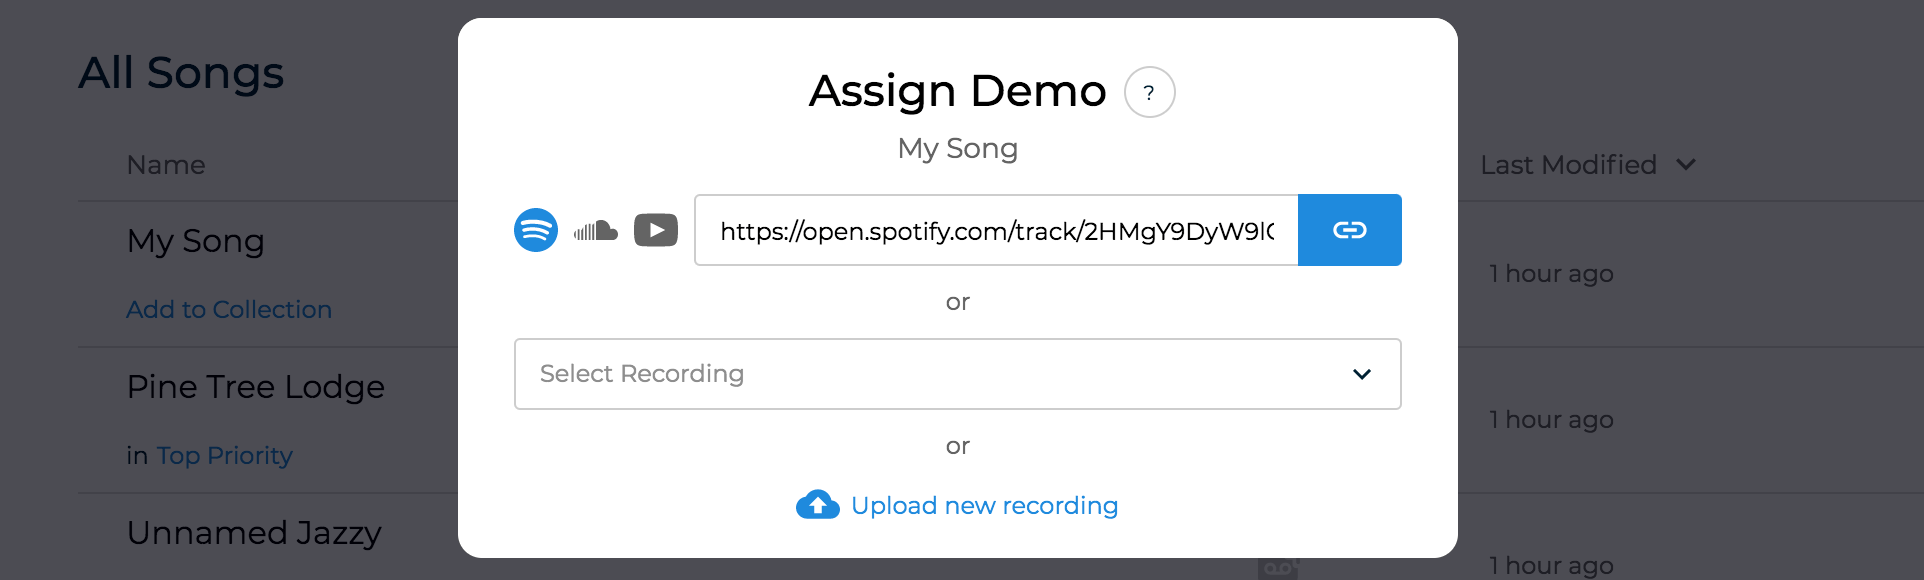 All Songs
Assign Demo ?
My Song
Name
Last Modified
https://open.spotify.com/track/2HMgY9DyW9l
My Song
1 hour ago
Add to Collection
or
Select Recording
Pine Tree Lodge
1 hour ago
in Top Priority
or
Upload new recording
Unnamed Jazzy
1 hour ago